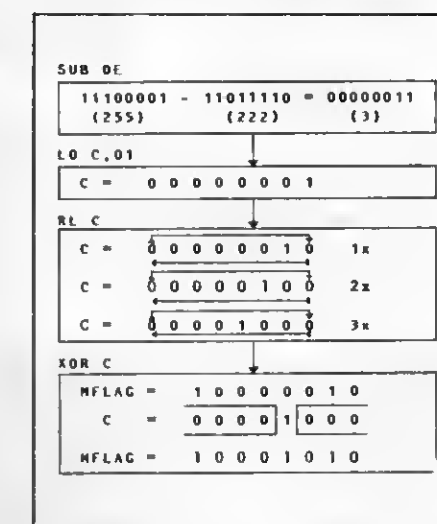 SUB DE
11100001 - 11011110 = 00000011
(255) (222) (3)
LD C,01
C = 0 0 0 0 0 0 0 1
RL C
C = 0 0 0 0 0 0 1 0 1x
C = 0 0 0 0 0 1 0 0 2x
C = 0 0 0 0 1 0 0 0 3x
XOR C
MFLAG = 1 0 0 0 0 0 1 0
C = 0 0 0 0 1 0 0 0
MFLAG = 1 0 0 0 1 0 1 0